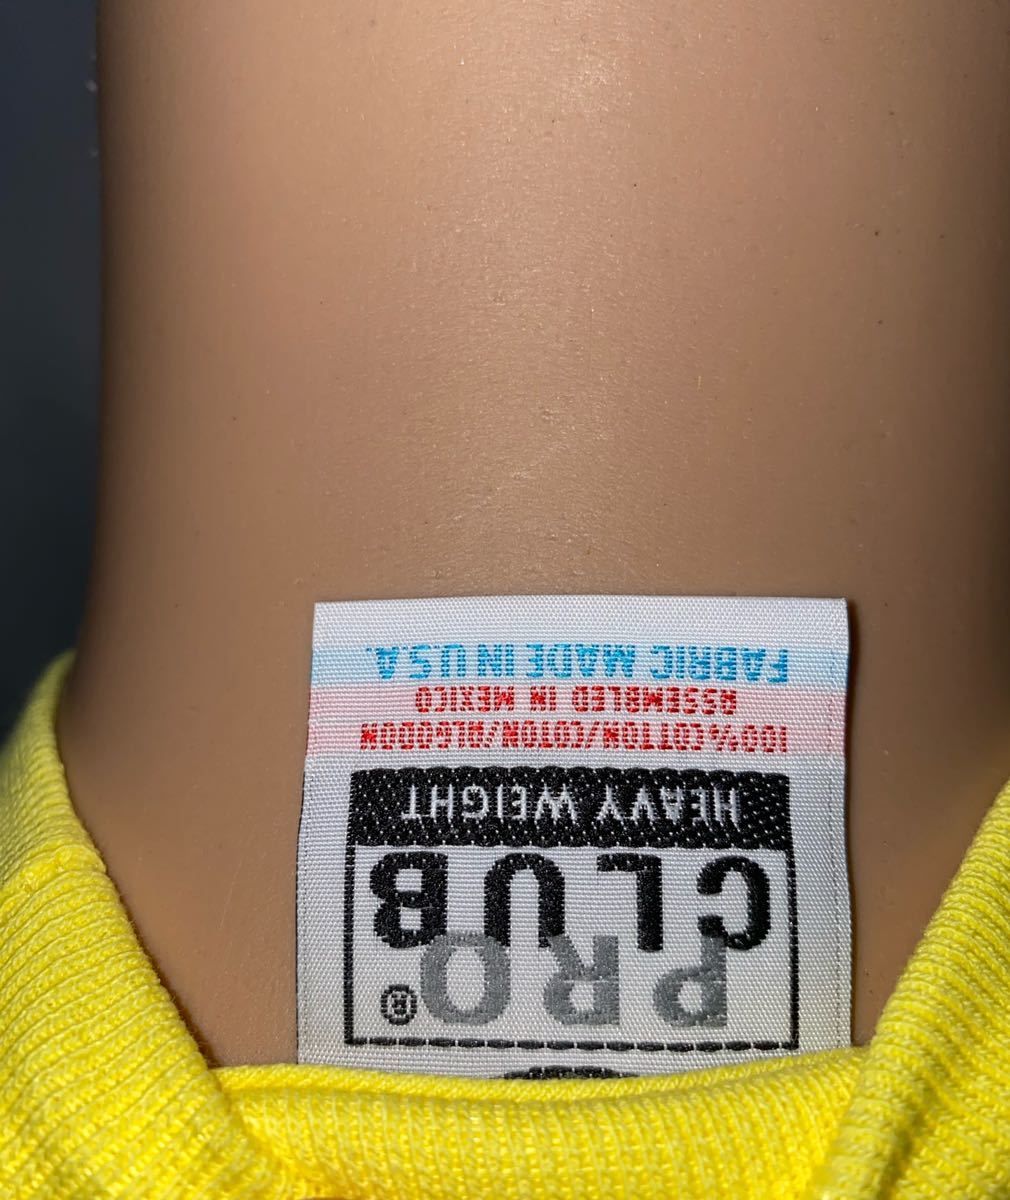 PRO®
CLUB
HEAVY WEIGHT
100% COTTON/COTON/ALGODON
ASSEMBLED IN MEXICO
FABRIC MADE IN U.S.A.